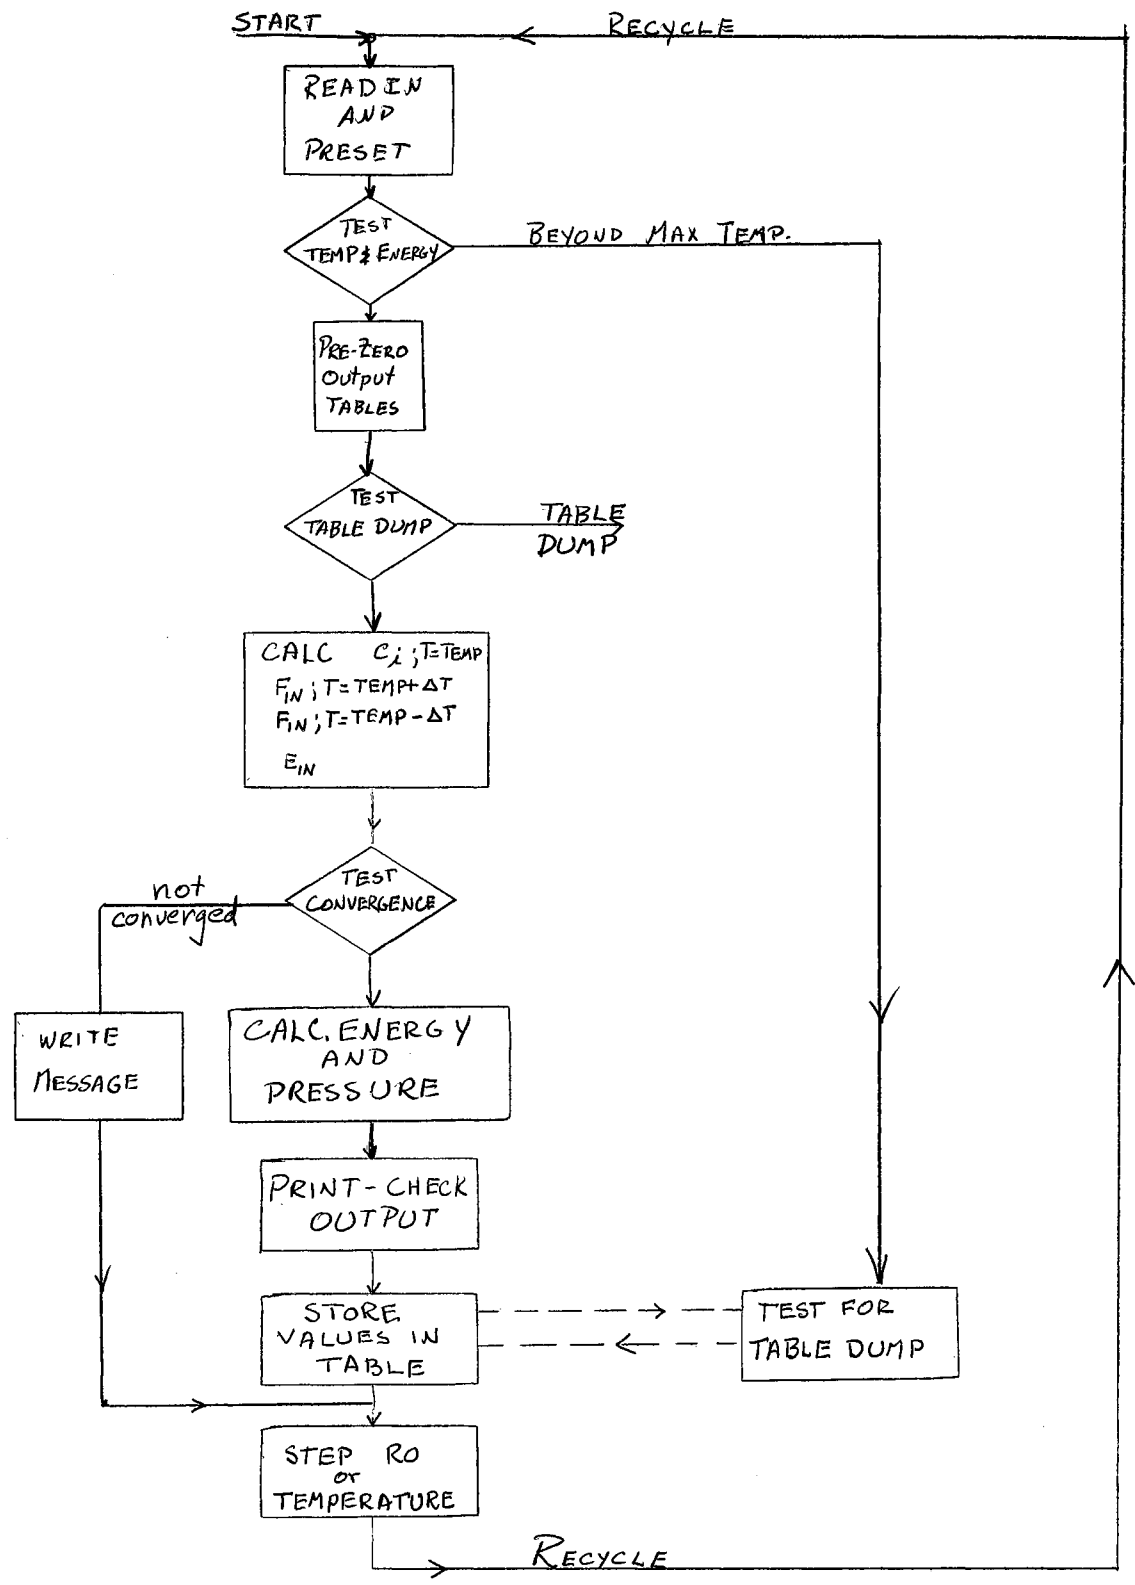 START
RECYCLE
READ IN
AND
PRESET
TEST
TEMP & ENERGY
BEYOND MAX TEMP.
PRE-ZERO
OUTPUT
TABLES
TEST
TABLE DUMP
TABLE
DUMP
CALC Ci ; T=TEMP
FIN ; T=TEMP+ΔT
FIN ; T=TEMP-ΔT
EIN
TEST
CONVERGENCE
not
converged
WRITE
MESSAGE
CALC. ENERGY
AND
PRESSURE
PRINT-CHECK
OUTPUT
STORE
VALUES IN
TABLE
TEST FOR
TABLE DUMP
STEP RO
or
TEMPERATURE
RECYCLE